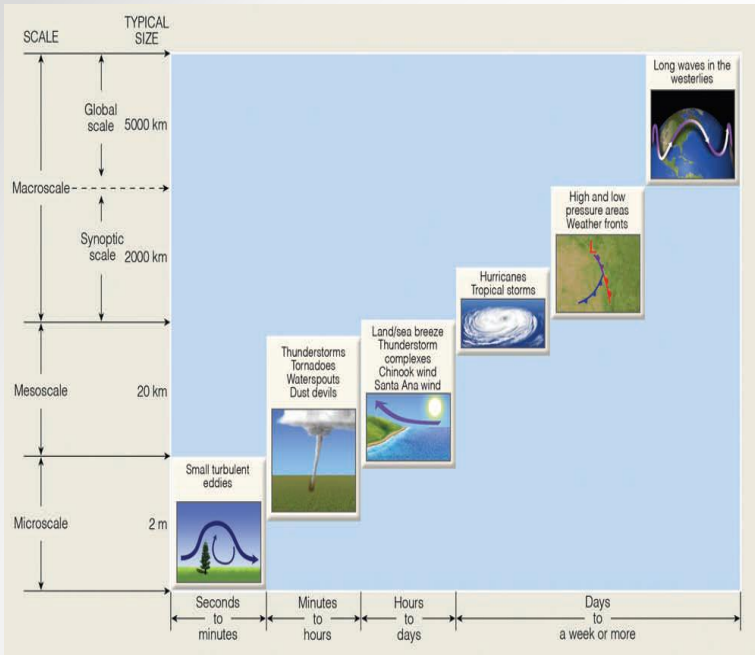 SCALE
TYPICAL
SIZE
Macroscale
Global
scale
5000 km
Synoptic
scale
2000 km
Mesoscale
20 km
Microscale
2 m
Long waves in the
westerlies
High and low
pressure areas
Weather fronts
L
Hurricanes
Tropical storms
Land/sea breeze
Thunderstorm
complexes
Chinook wind
Santa Ana wind
Thunderstorms
Tornadoes
Waterspouts
Dust devils
Small turbulent
eddies
Seconds
to
minutes
Minutes
to
hours
Hours
to
days
Days
to
a week or more